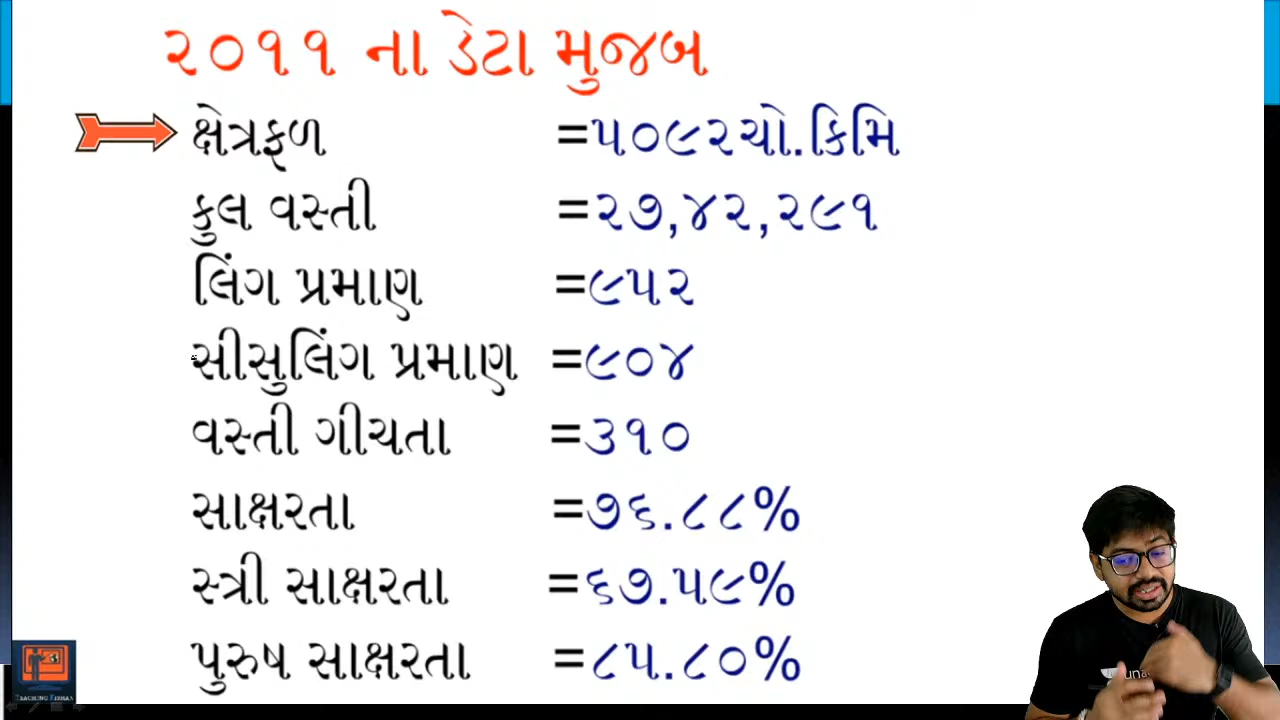 ૨૦૧૧ ના ડેટા મુજબ
ક્ષેત્રફળ =૫૦૯૨ચો.કિમિ
કુલ વસ્તી =૨૭,૪૨,૨૯૧
લિંગ પ્રમાણ =૯૫૨
સીસુલિંગ પ્રમાણ =૯૦૪
વસ્તી ગીચતા =૩૧૦
સાક્ષરતા =૭૬.૮૮%
સ્ત્રી સાક્ષરતા =૬૭.૫૯%
પુરુષ સાક્ષરતા =૮૫.૮૦%